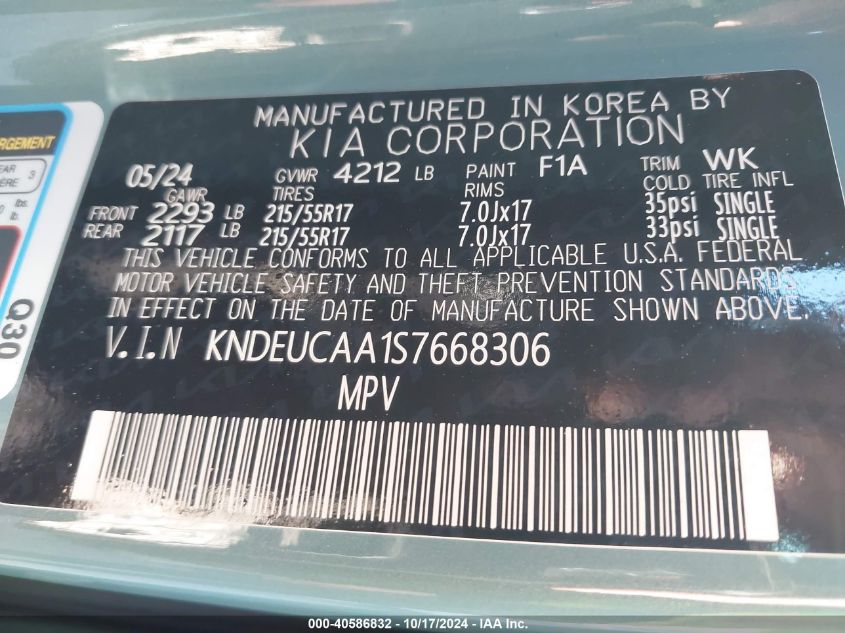 MANUFACTURED IN KOREA BY
KIA CORPORATION
05/24 GVWR 4212 LB PAINT F1A TRIM WK
GAWR TIRES RIMS COLD TIRE INFL
FRONT 2293 LB 215/55R17 7.0Jx17 35psi SINGLE
REAR 2117 LB 215/55R17 7.0Jx17 33psi SINGLE
THIS VEHICLE CONFORMS TO ALL APPLICABLE U.S.A. FEDERAL
MOTOR VEHICLE SAFETY AND THEFT PREVENTION STANDARDS
IN EFFECT ON THE DATE OF MANUFACTURE SHOWN ABOVE.
V.I.N KNDEUCAA1S7668306
MPV
3
lbs.
lb.
Q30
000-40586832 - 10/17/2024 - IAA Inc.